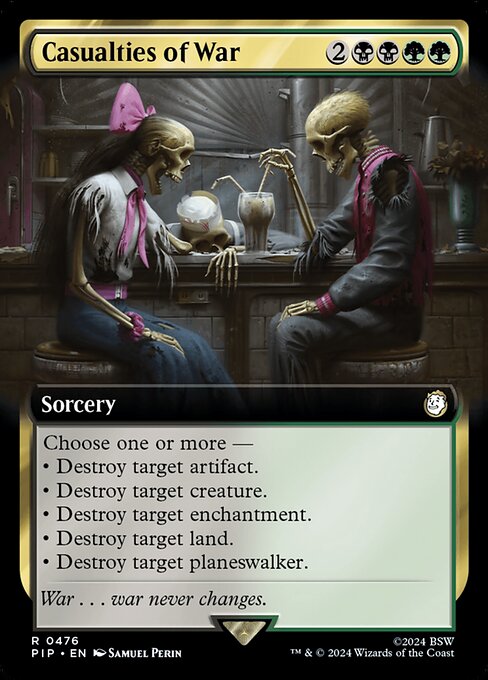 Casualties of War 2
Sorcery
Choose one or more —
• Destroy target artifact.
• Destroy target creature.
• Destroy target enchantment.
• Destroy target land.
• Destroy target planeswalker.
War . . . war never changes.
R 0476 ©2024 BSW
PIP • EN Samuel Perin ™ & © 2024 Wizards of the Coast